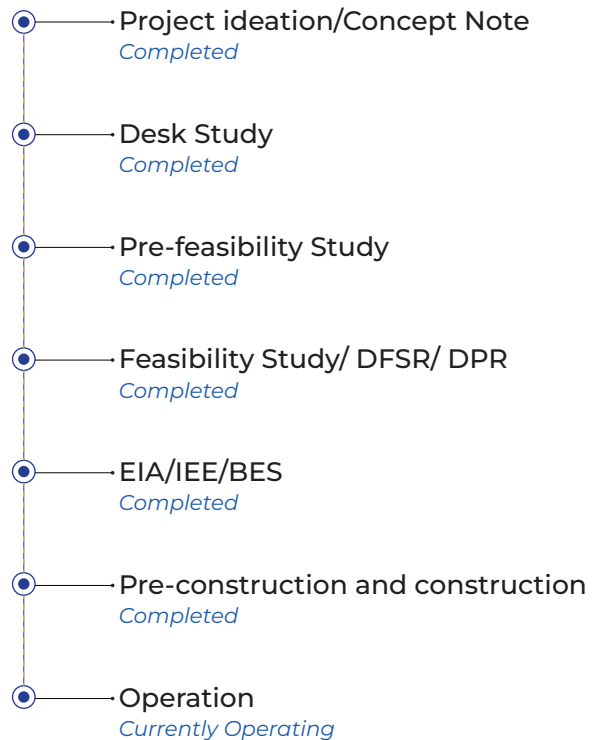 Project ideation/Concept Note
Completed
Desk Study
Completed
Pre-feasibility Study
Completed
Feasibility Study/ DFSR/ DPR
Completed
EIA/IEE/BES
Completed
Pre-construction and construction
Completed
Operation
Currently Operating